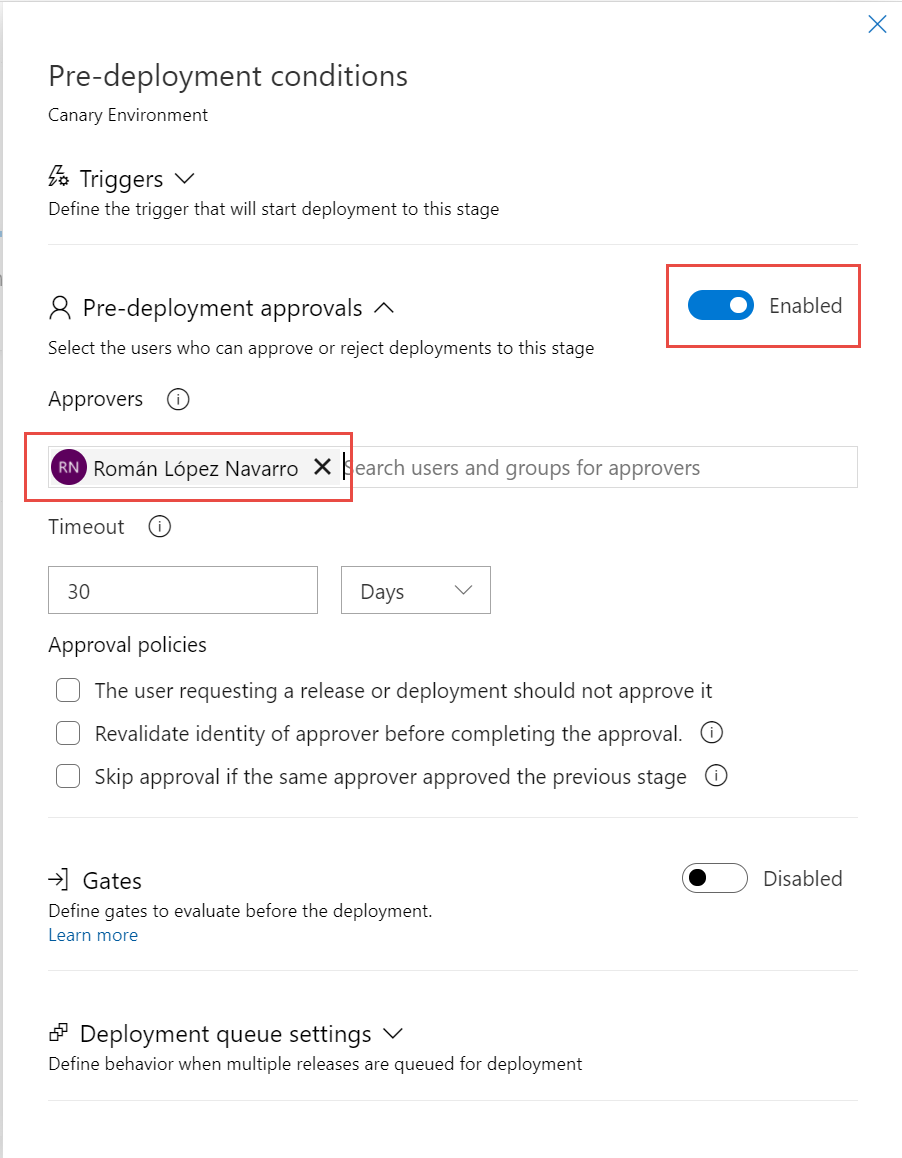 Pre-deployment conditions
Canary Environment
Triggers
Define the trigger that will start deployment to this stage
Pre-deployment approvals
Enabled
Select the users who can approve or reject deployments to this stage
Approvers
RN Román López Navarro Search users and groups for approvers
Timeout
30 Days
Approval policies
The user requesting a release or deployment should not approve it
Revalidate identity of approver before completing the approval.
Skip approval if the same approver approved the previous stage
Gates
Disabled
Define gates to evaluate before the deployment.
Learn more
Deployment queue settings
Define behavior when multiple releases are queued for deployment